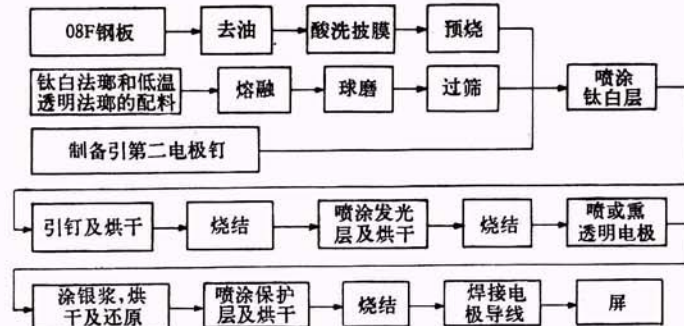 08F钢板
去油
酸洗披膜
预烧
钛白法瑯和低温
透明法瑯的配料
熔融
球磨
过筛
喷涂
钛白层
制备引第二电极钉
引钉及烘干
烧结
喷涂发光
层及烘干
烧结
喷或熏
透明电极
涂银浆,烘
干及还原
喷涂保护
层及烘干
烧结
焊接电
极导线
屏